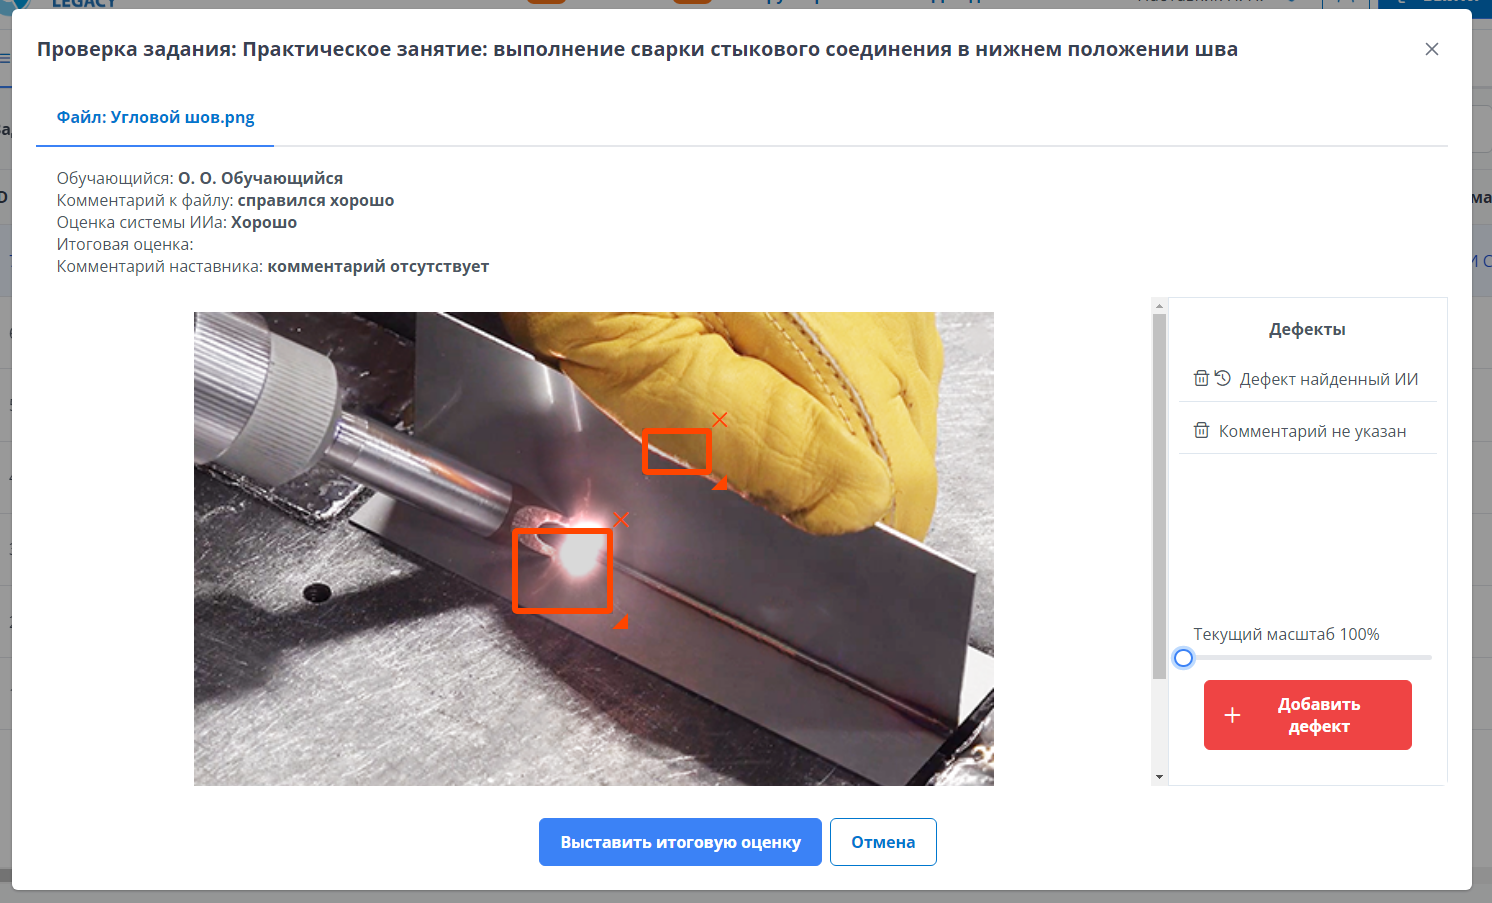 LEGACY
Проверка задания: Практическое занятие: выполнение сварки стыкового соединения в нижнем положении шва
Файл: Угловой шов.png
Обучающийся: О. О. Обучающийся
Комментарий к файлу: справился хорошо
Оценка системы ИИа: Хорошо
Итоговая оценка:
Комментарий наставника: комментарий отсутствует
Дефекты
Дефект найденный ИИ
Комментарий не указан
Текущий масштаб 100%
Добавить
дефект
Выставить итоговую оценку
Отмена